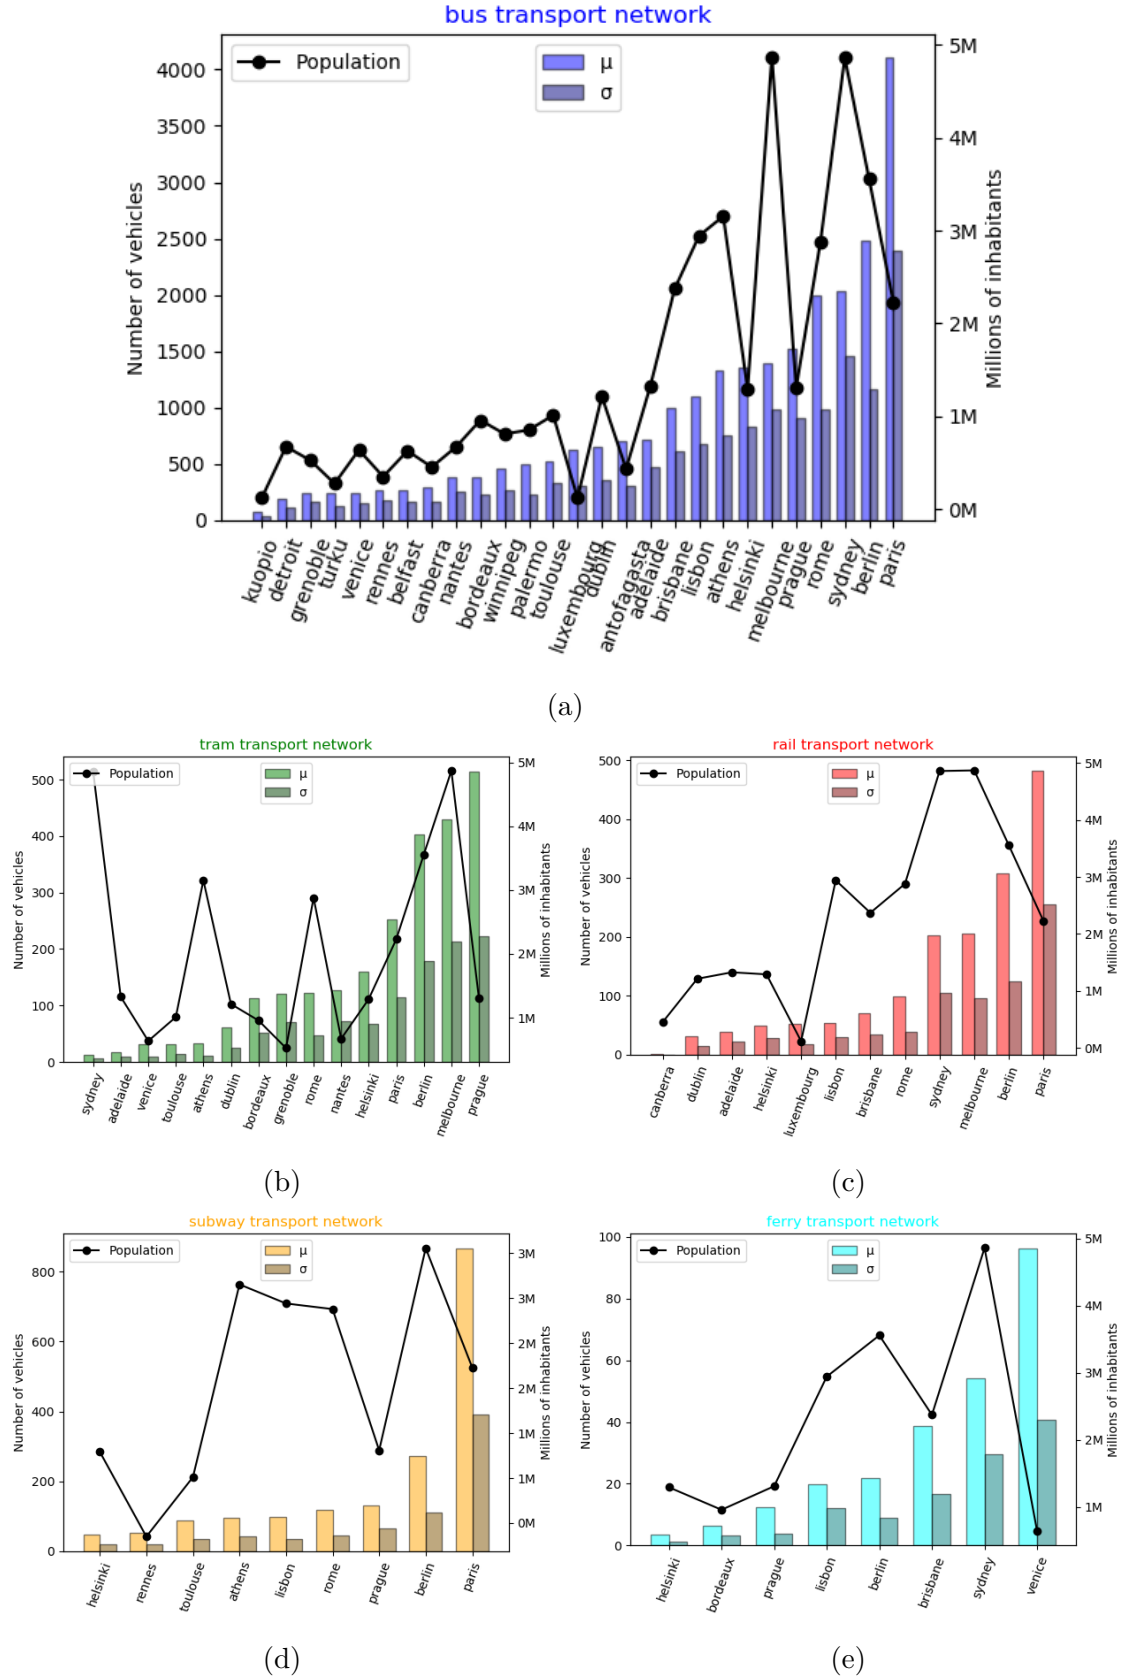 bus transport network
Population
μ
σ
Number of vehicles
4000
3500
3000
2500
2000
1500
1000
500
0
5M
4M
3M
2M
1M
0M
Millions of inhabitants
kuopio
detroit
grenoble
turku
venice
rennes
belfast
canberra
nantes
bordeaux
winnipeg
palermo
toulouse
luxembourg
dublin
antofagasta
adelaide
brisbane
lisbon
athens
helsinki
melbourne
prague
rome
sydney
berlin
paris
(a)
tram transport network
Population
μ
σ
Number of vehicles
500
400
300
200
100
0
5M
4M
3M
2M
1M
Millions of inhabitants
sydney
adelaide
venice
toulouse
athens
dublin
bordeaux
grenoble
rome
nantes
helsinki
paris
berlin
melbourne
prague
(b)
rail transport network
Population
μ
σ
Number of vehicles
500
400
300
200
100
0
5M
4M
3M
2M
1M
0M
Millions of inhabitants
canberra
dublin
adelaide
helsinki
luxembourg
lisbon
brisbane
rome
sydney
melbourne
berlin
paris
(c)
subway transport network
Population
μ
σ
Number of vehicles
800
600
400
200
0
3M
3M
2M
2M
1M
1M
0M
Millions of inhabitants
helsinki
rennes
toulouse
athens
lisbon
rome
prague
berlin
paris
(d)
ferry transport network
Population
μ
σ
Number of vehicles
100
80
60
40
20
0
5M
4M
3M
2M
1M
Millions of inhabitants
helsinki
bordeaux
prague
lisbon
berlin
brisbane
sydney
venice
(e)